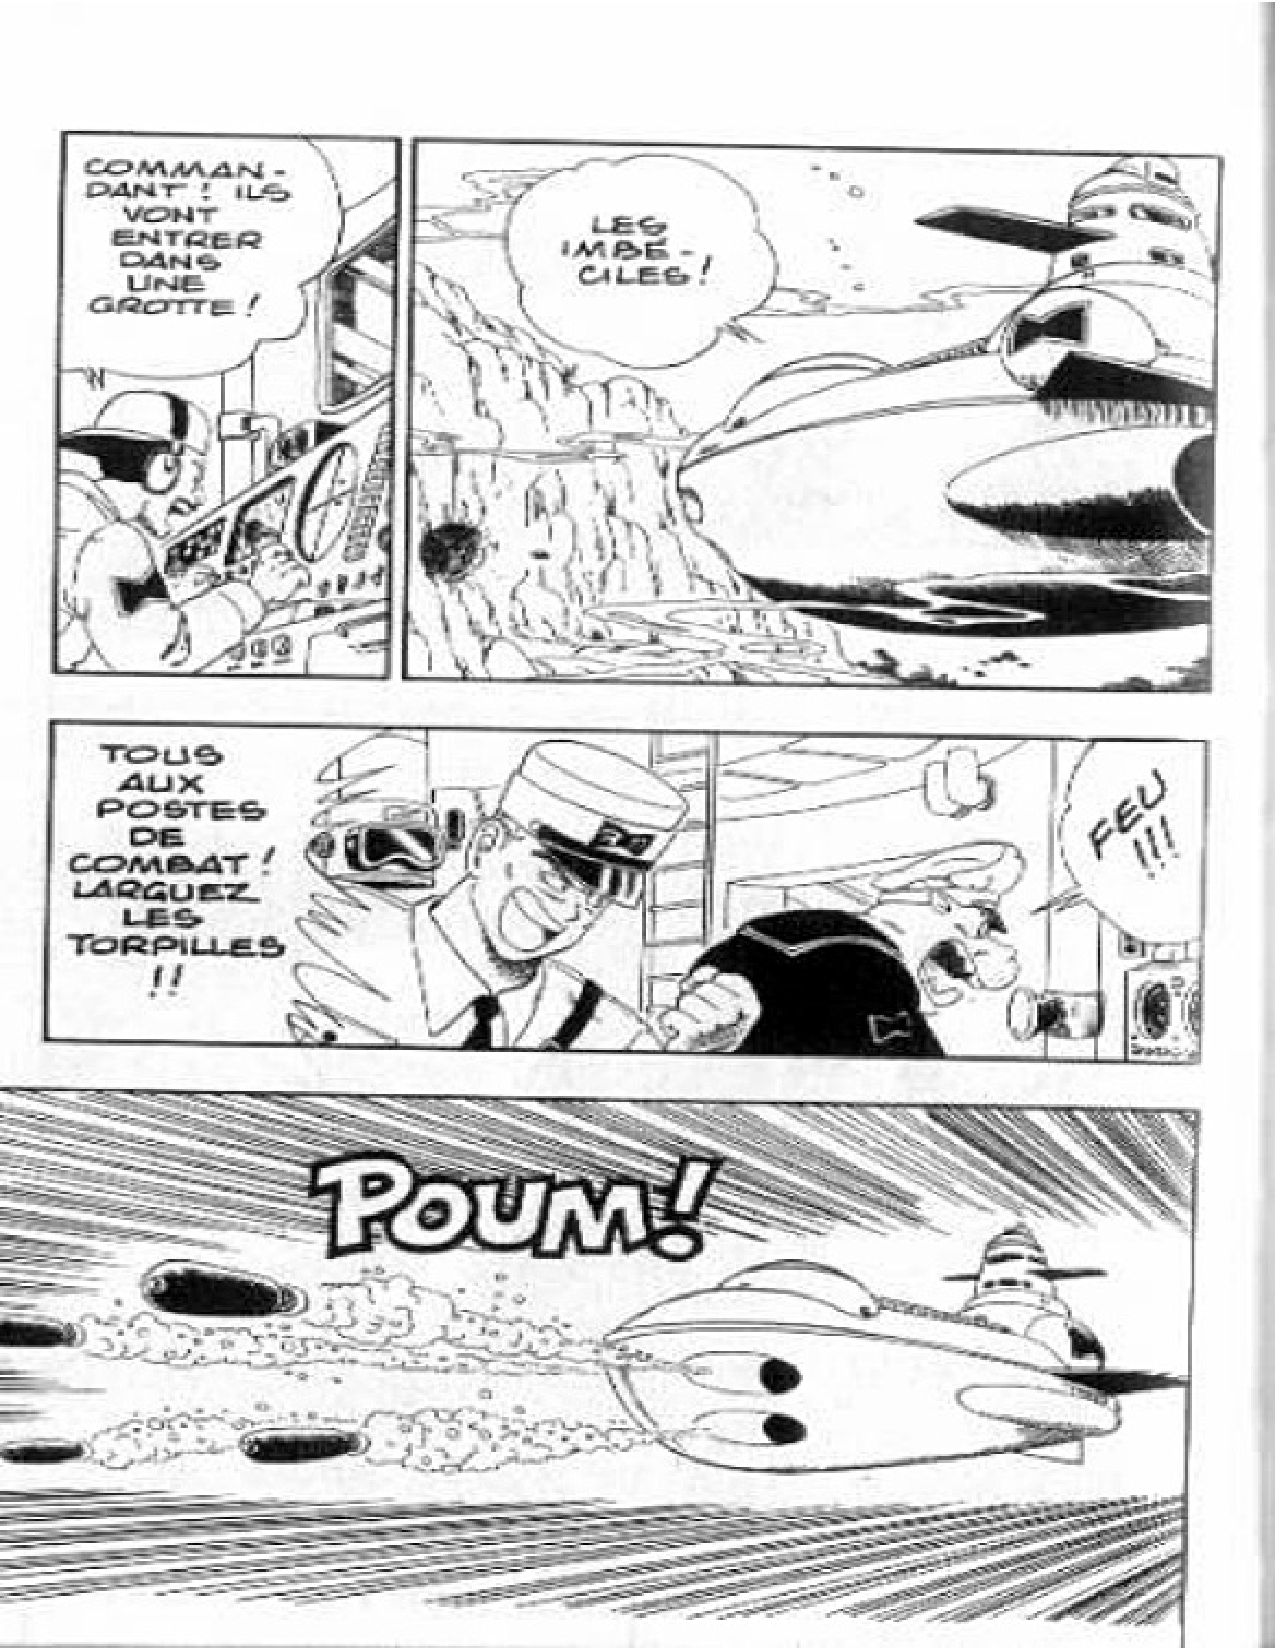 COMMAN-
DANT! ILS
VONT
ENTRER
DANS
UNE
GROTTE!
LES
IMBÉ-
CILES!
TOUS
AUX
POSTES
DE
COMBAT!
LARGUEZ
LES
TORPILLES
!!
FEU
!!!
POUM!